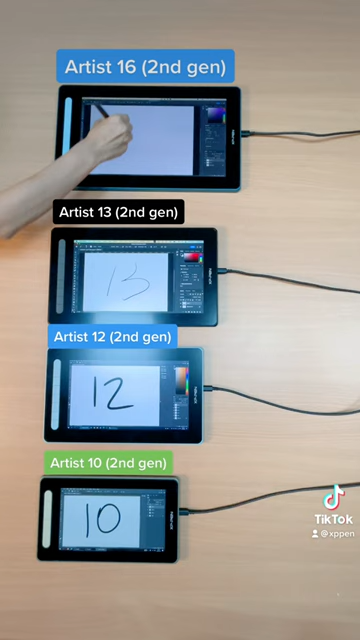 Artist 16 (2nd gen)
Artist 13 (2nd gen)
13
Artist 12 (2nd gen)
12
Artist 10 (2nd gen)
10
TikTok
@xppen